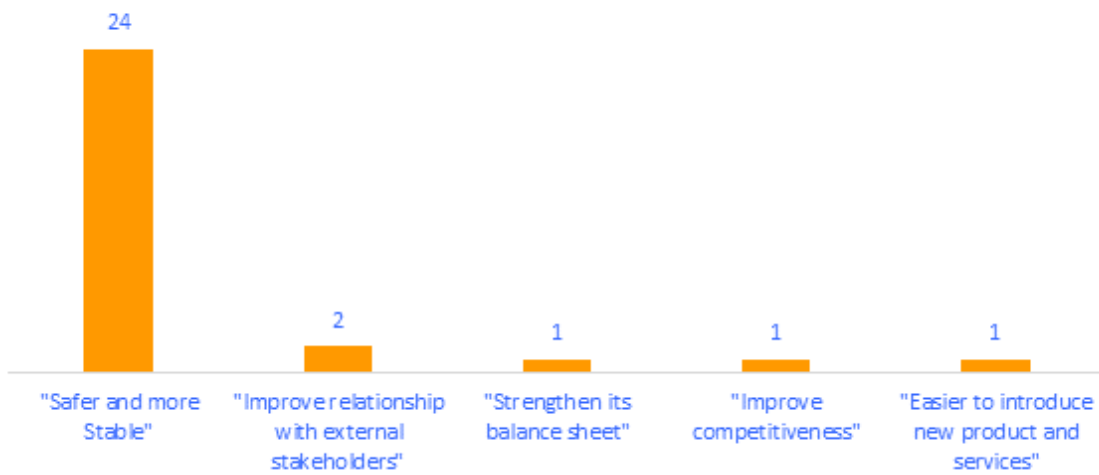 24
2
1
1
1
"Safer and more
Stable"
"Improve relationship
with external
stakeholders"
"Strengthen its
balance sheet"
"Improve
competitiveness"
"Easier to introduce
new product and
services"